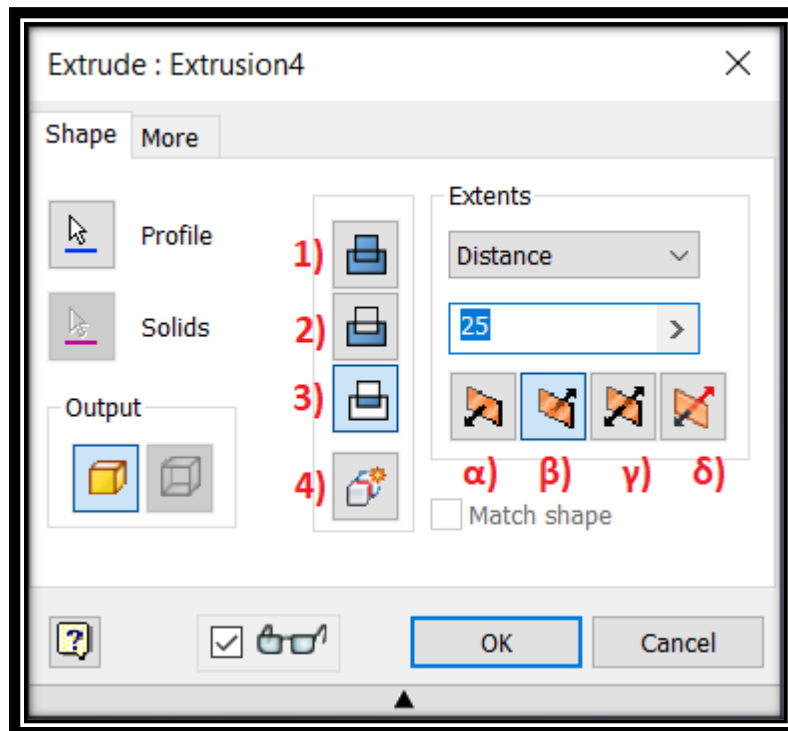 Extrude : Extrusion4
Shape More
Profile
Solids
Output
1)
2)
3)
4)
Extents
Distance
25
α) β) γ) δ)
Match shape
OK Cancel